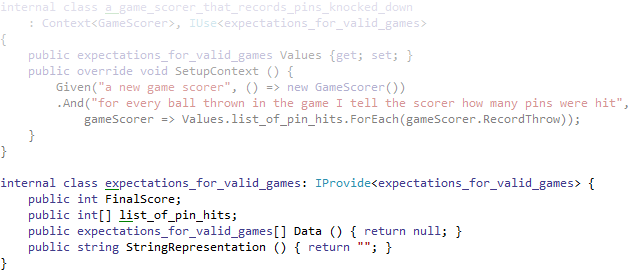 internal class a_game_scorer_that_records_pins_knocked_down
    : Context<GameScorer>, IUse<expectations_for_valid_games>
{
    public expectations_for_valid_games Values {get; set; }
    public override void SetupContext () {
        Given("a new game scorer", () => new GameScorer())
        .And("for every ball thrown in the game I tell the scorer how many pins were hit",
            gameScorer => Values.list_of_pin_hits.ForEach(gameScorer.RecordThrow));
    }
}
internal class expectations_for_valid_games: IProvide<expectations_for_valid_games> {
    public int FinalScore;
    public int[] list_of_pin_hits;
    public expectations_for_valid_games[] Data () { return null; }
    public string StringRepresentation () { return ""; }
}